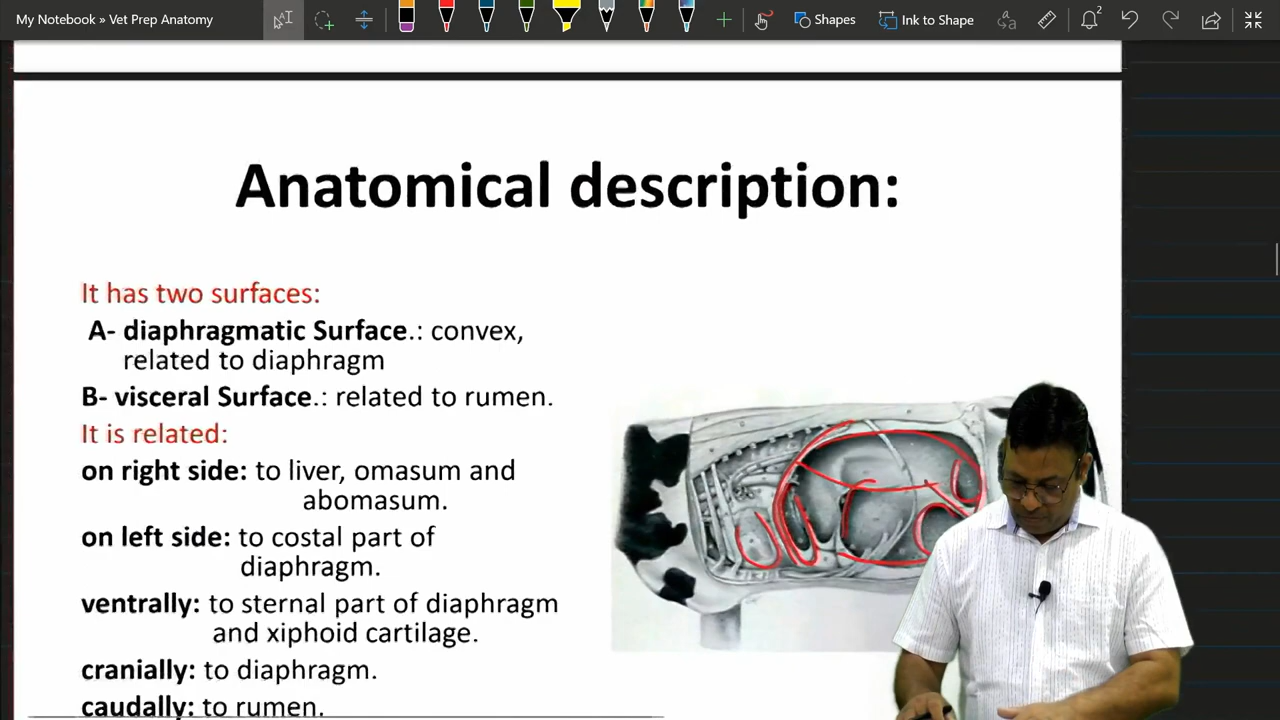 My Notebook » Vet Prep Anatomy
Shapes
Ink to Shape
2
Anatomical description:
It has two surfaces:
A- diaphragmatic Surface.: convex,
related to diaphragm
B- visceral Surface.: related to rumen.
It is related:
on right side: to liver, omasum and
abomasum.
on left side: to costal part of
diaphragm.
ventrally: to sternal part of diaphragm
and xiphoid cartilage.
cranially: to diaphragm.
caudally: to rumen.